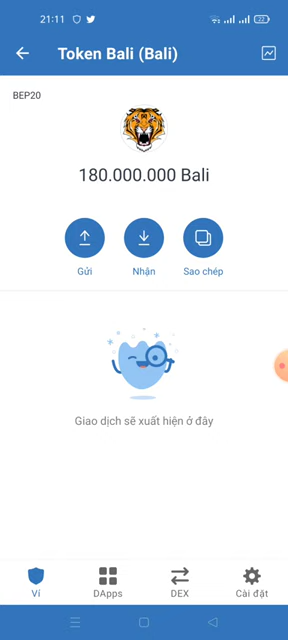 21:11
22
Token Bali (Bali)
BEP20
180.000.000 Bali
Gửi
Nhận
Sao chép
Giao dịch sẽ xuất hiện ở đây
Ví
DApps
DEX
Cài đặt